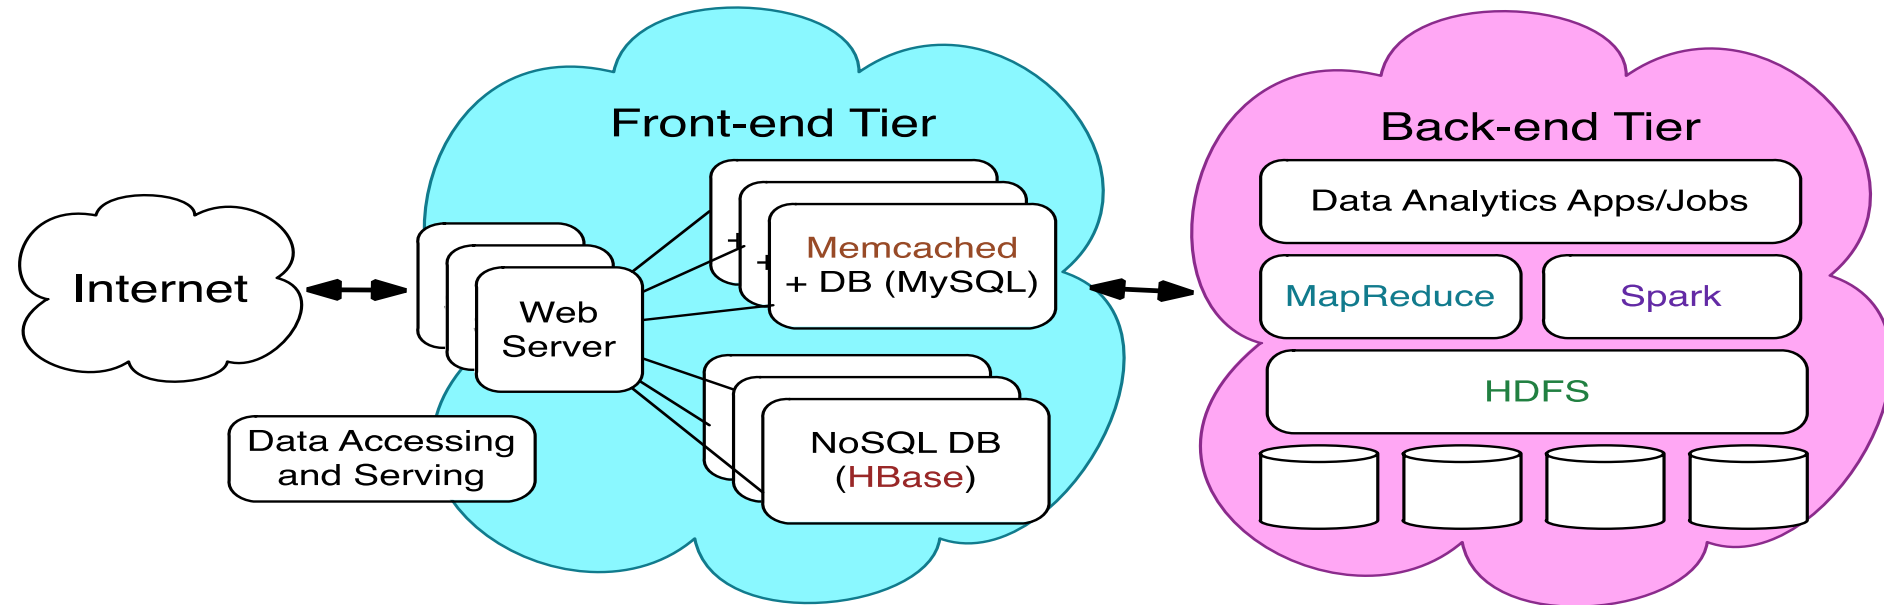 Front-end Tier
Back-end Tier
Internet
Web
Server
Memcached
+ DB (MySQL)
+
+
NoSQL DB
(HBase)
Data Accessing
and Serving
Data Analytics Apps/Jobs
MapReduce
Spark
HDFS